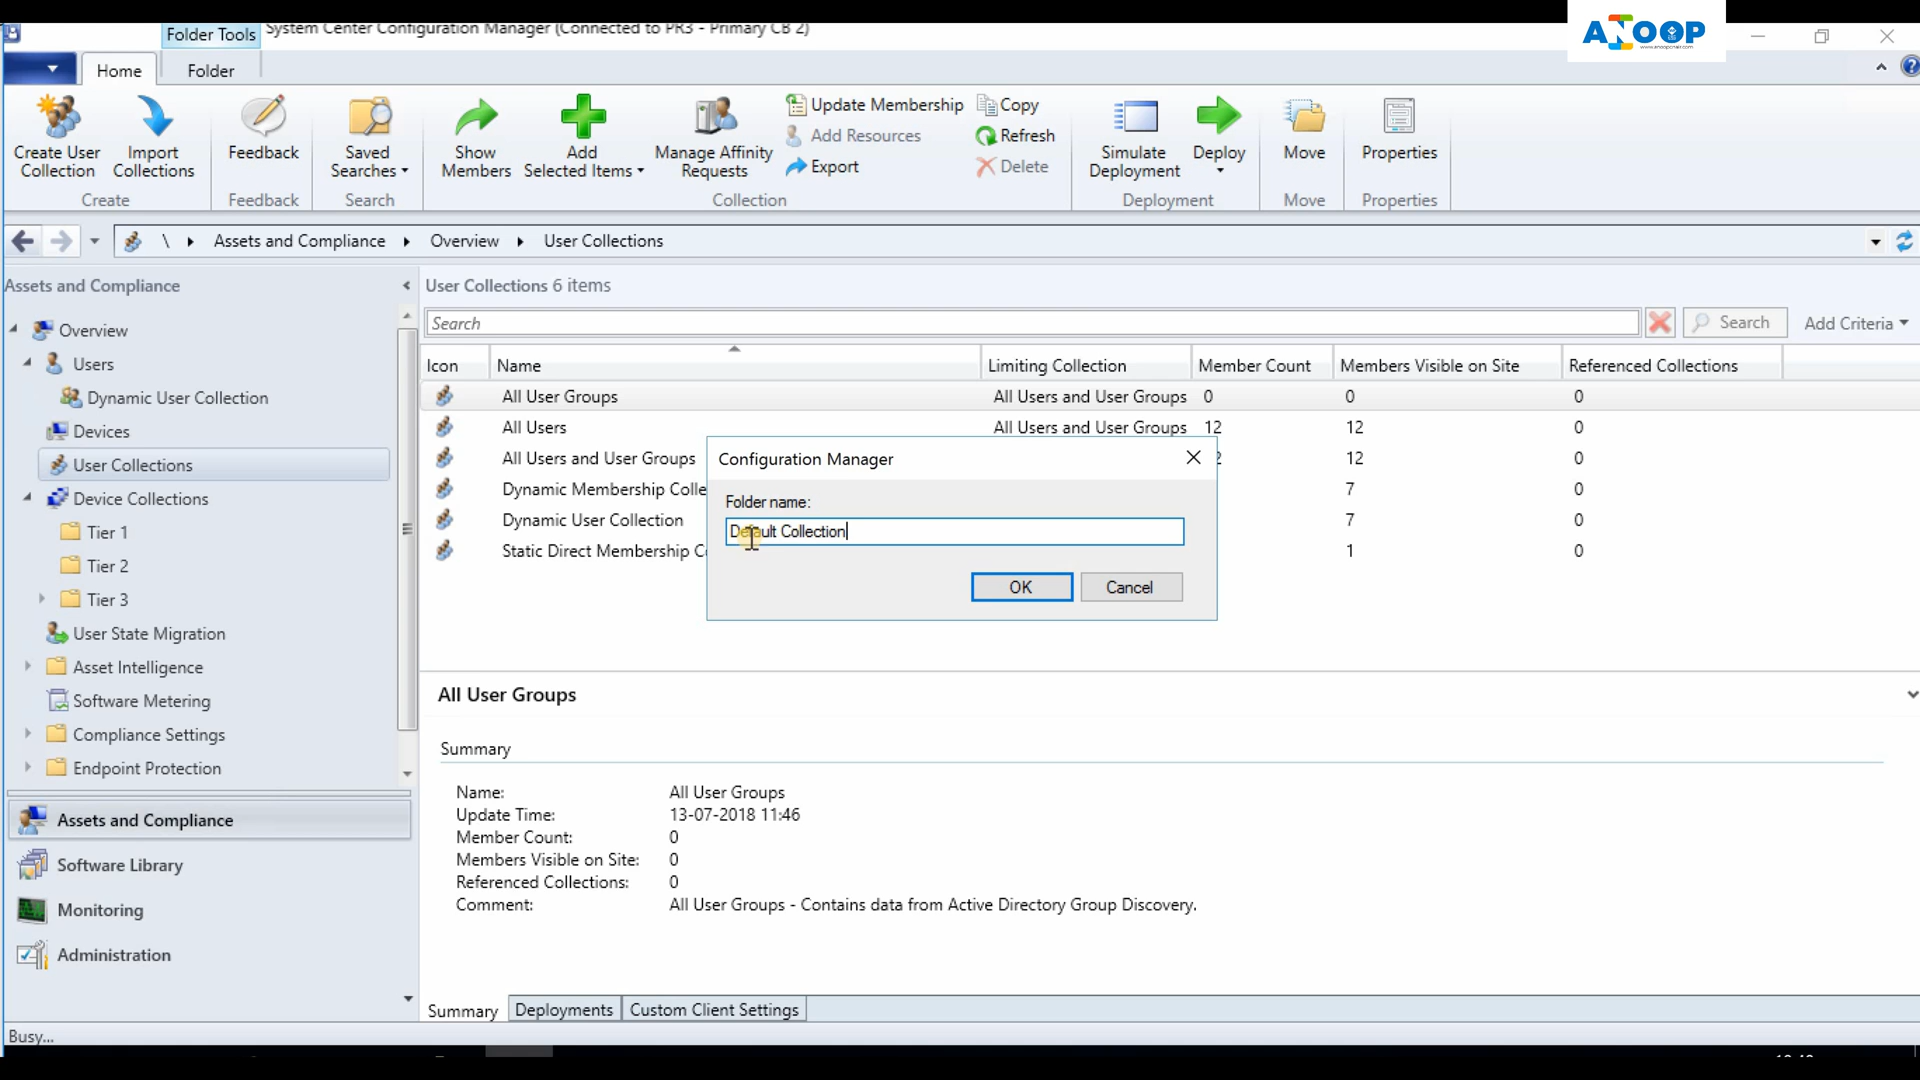 Folder Tools System Center Configuration Manager (Connected to PR3 - Primary CB 2)
ANOOP
www.anoopcnair.com
Home Folder
Create User Collection
Import Collections
Create
Feedback
Feedback
Saved Searches
Search
Show Members
Add Selected Items
Manage Affinity Requests
Update Membership
Add Resources
Export
Copy
Refresh
Delete
Collection
Simulate Deployment
Deploy
Deployment
Move
Move
Properties
Properties
\ Assets and Compliance Overview User Collections
Assets and Compliance
Overview
Users
Dynamic User Collection
Devices
User Collections
Device Collections
Tier 1
Tier 2
Tier 3
User State Migration
Asset Intelligence
Software Metering
Compliance Settings
Endpoint Protection
Assets and Compliance
Software Library
Monitoring
Administration
User Collections 6 items
Search Search Add Criteria
Icon Name Limiting Collection Member Count Members Visible on Site Referenced Collections
All User Groups All Users and User Groups 0 0 0
All Users All Users and User Groups 12 12 0
All Users and User Groups 2 12 0
Dynamic Membership Colle 7 0
Dynamic User Collection 7 0
Static Direct Membership C 1 0
Configuration Manager
Folder name:
Default Collection
OK Cancel
All User Groups
Summary
Name: All User Groups
Update Time: 13-07-2018 11:46
Member Count: 0
Members Visible on Site: 0
Referenced Collections: 0
Comment: All User Groups - Contains data from Active Directory Group Discovery.
Summary Deployments Custom Client Settings
Busy...